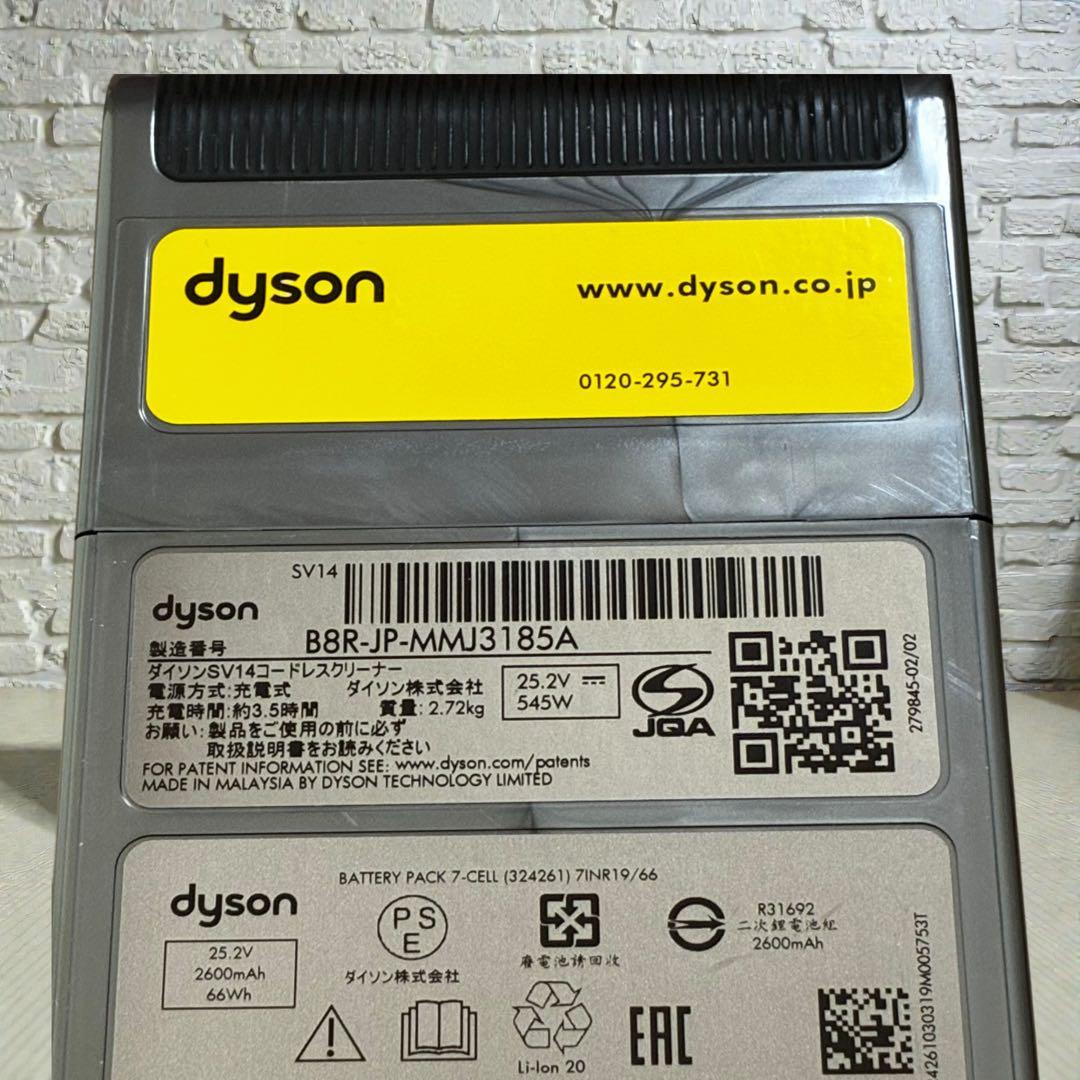 dyson
www.dyson.co.jp
0120-295-731
SV14
dyson
製造番号 B8R-JP-MMJ3185A
ダイソンSV14コードレスクリーナー
電源方式:充電式 ダイソン株式会社
充電時間:約3.5時間 質量:2.72kg
お願い:製品をご使用の前に必ず
取扱説明書をお読みください
FOR PATENT INFORMATION SEE: www.dyson.com/patents
MADE IN MALAYSIA BY DYSON TECHNOLOGY LIMITED
25.2V
545W
JQA
279845-02/02
BATTERY PACK 7-CELL (324261) 7INR19/66
dyson
25.2V
2600mAh
66Wh
PS
E
ダイソン株式会社
廢電池請回收
R31692
二次鋰電池組
2600mAh
Li-Ion 20
EAC
4261030319M005753T